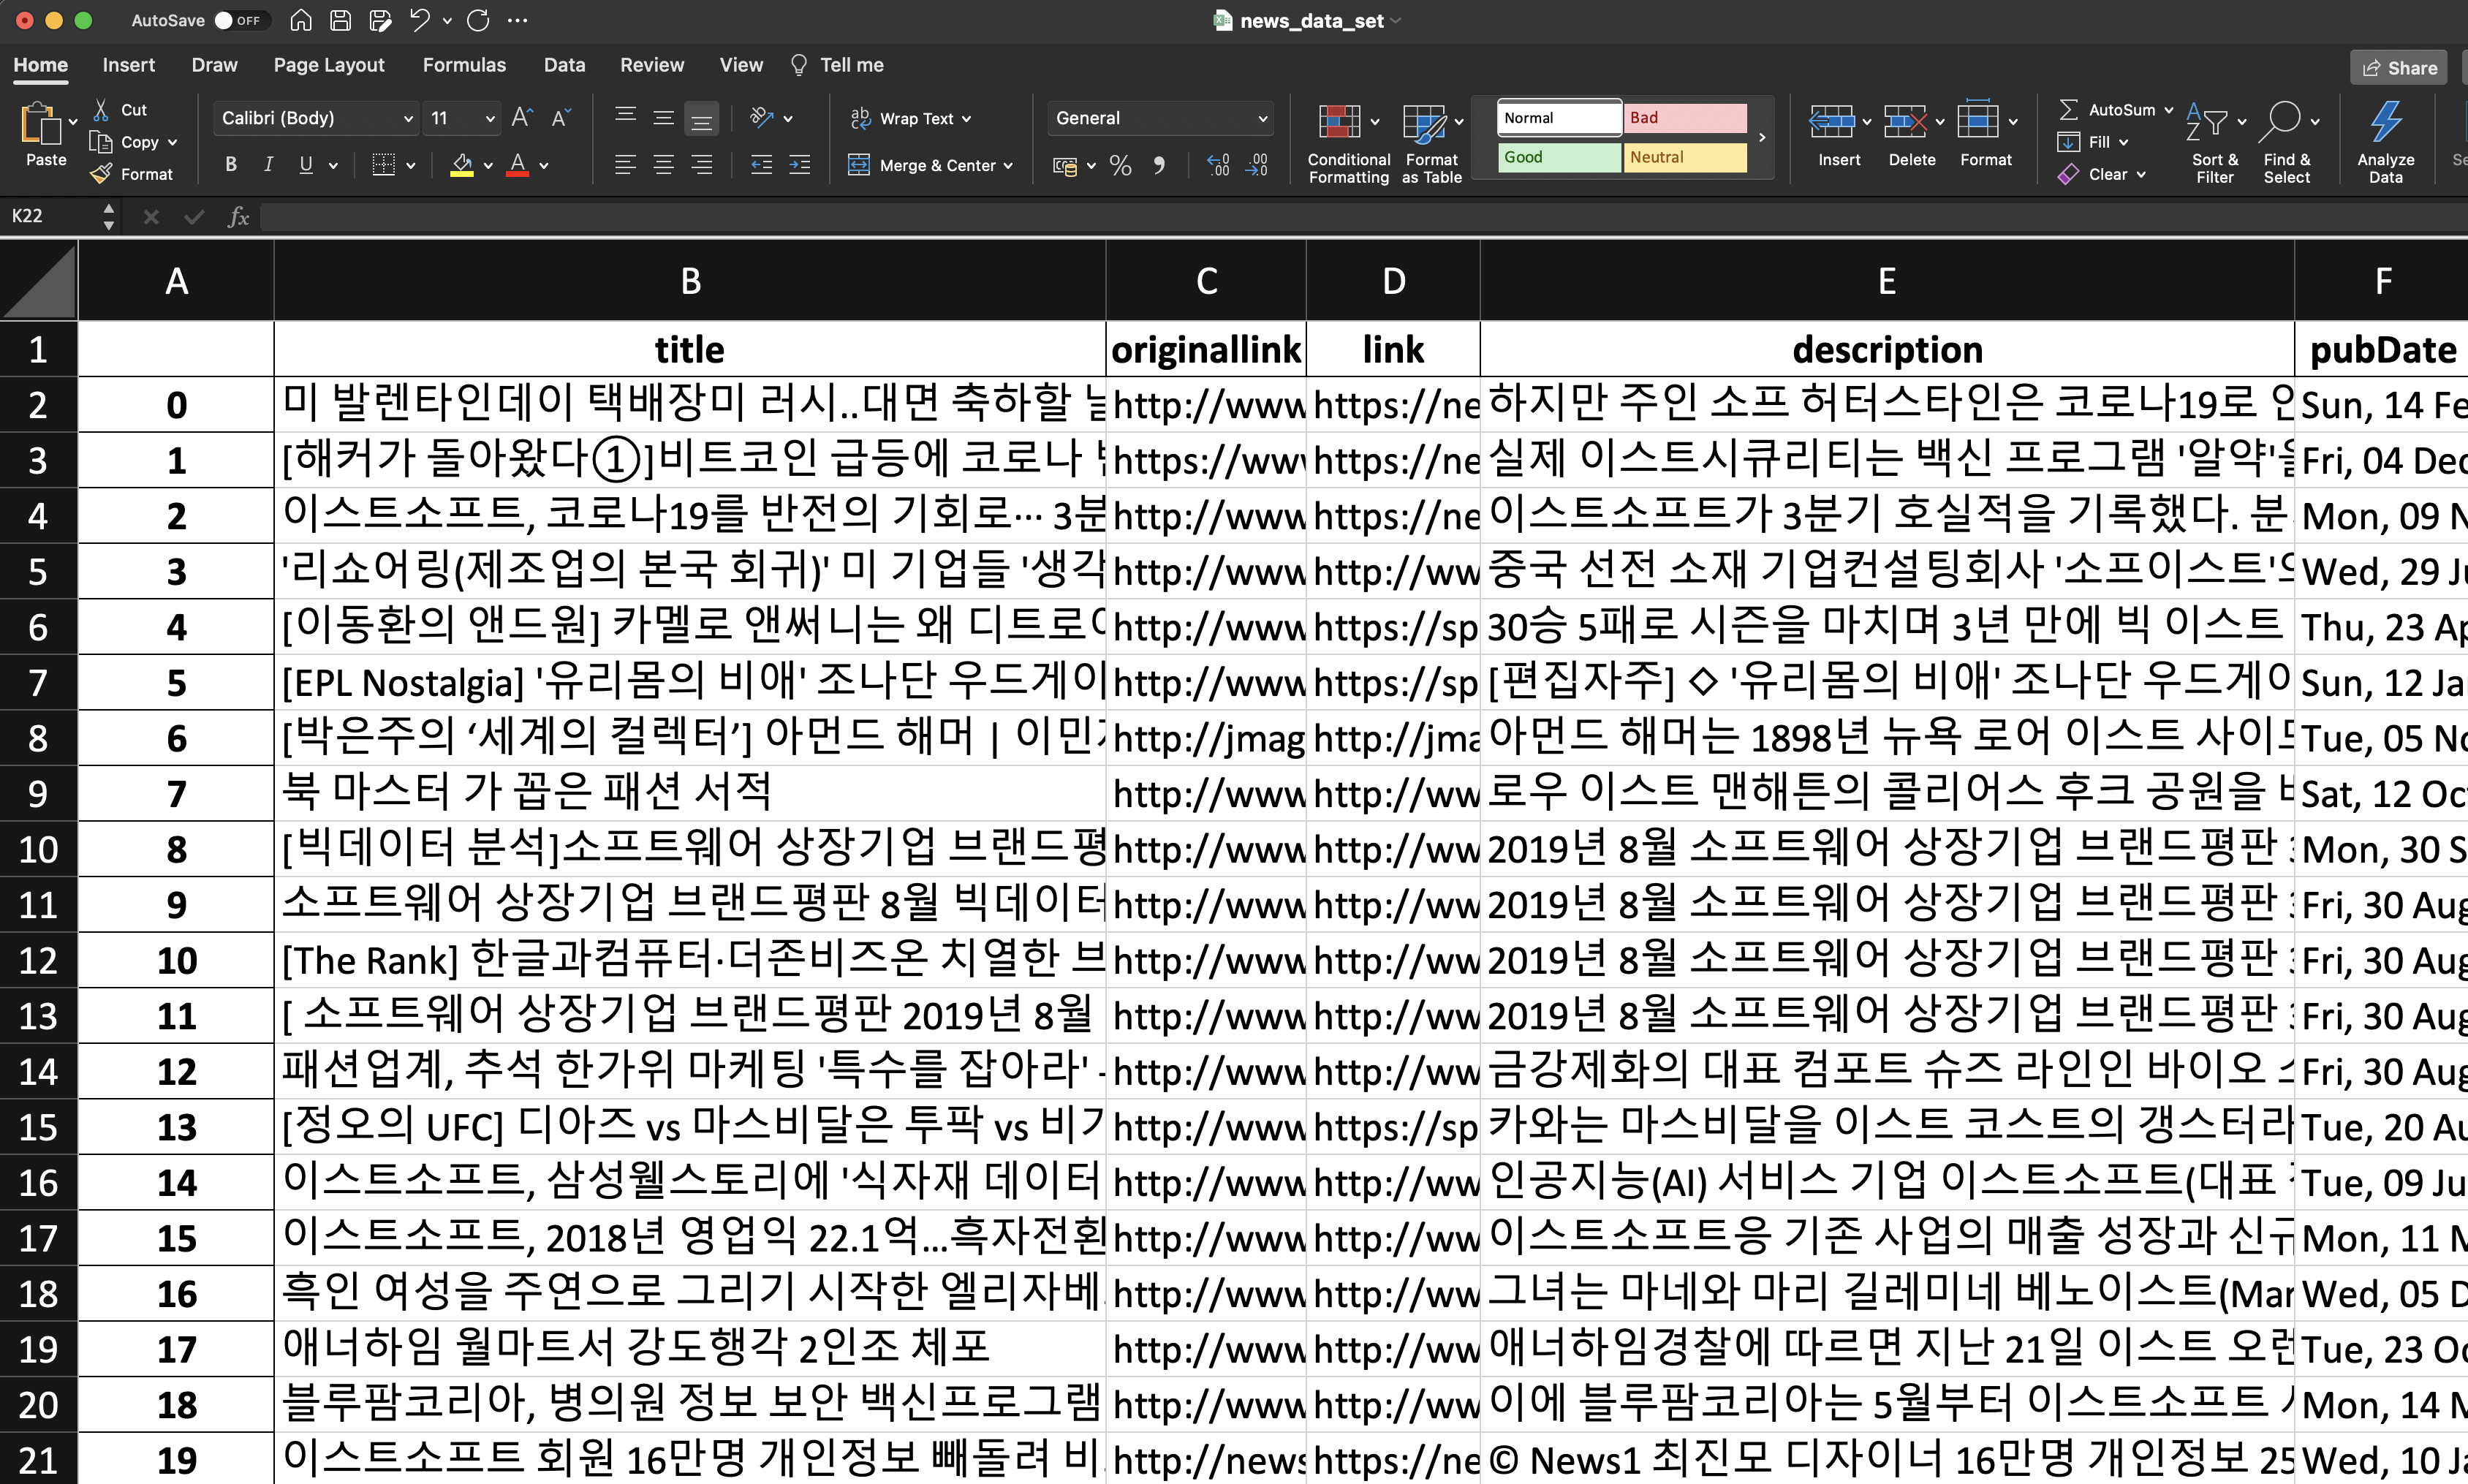 AutoSave OFF news_data_set
Home Insert Draw Page Layout Formulas Data Review View Tell me Share
Paste Cut Copy Format
Calibri (Body) 11
B I U
Wrap Text
Merge & Center
General
Conditional Formatting
Format as Table
Normal Bad
Good Neutral
Insert Delete Format
AutoSum
Fill
Clear
Sort & Filter
Find & Select
Analyze Data
K22 fx
A B C D E F
1 title originallink link description pubDate
2 0 미 발렌타인데이 택배장미 러시..대면 축하할 http://www https://ne 하지만 주인 소프 허터스타인은 코로나19로 Sun, 14 Fe
3 1 [해커가 돌아왔다①]비트코인 급등에 코로나 https://ww https://ne 실제 이스트시큐리티는 백신 프로그램 '알약'을 Fri, 04 Dec
4 2 이스트소프트, 코로나19를 반전의 기회로… 3분 http://www https://ne 이스트소프트가 3분기 호실적을 기록했다. 분 Mon, 09 N
5 3 '리쇼어링(제조업의 본국 회귀)' 미 기업들 '생각 http://www http://ww 중국 선전 소재 기업컨설팅회사 '소프이스트'의 Wed, 29 Ju
6 4 [이동환의 앤드원] 카멜로 앤써니는 왜 디트로이 http://www https://sp 30승 5패로 시즌을 마치며 3년 만에 빅 이스트 Thu, 23 Ap
7 5 [EPL Nostalgia] '유리몸의 비애' 조나단 우드게이 http://www https://sp [편집자주] ◇ '유리몸의 비애' 조나단 우드게이 Sun, 12 Jan
8 6 [박은주의 ‘세계의 컬렉터’] 아먼드 해머 | 이민자 http://jmag http://jma 아먼드 해머는 1898년 뉴욕 로어 이스트 사이드 Tue, 05 No
9 7 북 마스터 가 꼽은 패션 서적 http://www http://ww 로우 이스트 맨해튼의 콜리어스 후크 공원을 Sat, 12 Oct
10 8 [빅데이터 분석]소프트웨어 상장기업 브랜드평 http://www http://ww 2019년 8월 소프트웨어 상장기업 브랜드평판 Mon, 30 S
11 9 소프트웨어 상장기업 브랜드평판 8월 빅데이터 http://www http://ww 2019년 8월 소프트웨어 상장기업 브랜드평판 Fri, 30 Aug
12 10 [The Rank] 한글과컴퓨터·더존비즈온 치열한 브 http://www http://ww 2019년 8월 소프트웨어 상장기업 브랜드평판 Fri, 30 Aug
13 11 [ 소프트웨어 상장기업 브랜드평판 2019년 8월 http://www http://ww 2019년 8월 소프트웨어 상장기업 브랜드평판 Fri, 30 Aug
14 12 패션업계, 추석 한가위 마케팅 '특수를 잡아라' http://www http://ww 금강제화의 대표 컴포트 슈즈 라인인 바이오 Fri, 30 Aug
15 13 [정오의 UFC] 디아즈 vs 마스비달은 투팍 vs 비기 http://www https://sp 카와는 마스비달을 이스트 코스트의 갱스터라 Tue, 20 Au
16 14 이스트소프트, 삼성웰스토리에 '식자재 데이터 http://www http://ww 인공지능(AI) 서비스 기업 이스트소프트(대표 Tue, 09 Ju
17 15 이스트소프트, 2018년 영업익 22.1억...흑자전환 http://www http://ww 이스트소프트응 기존 사업의 매출 성장과 신규 Mon, 11 M
18 16 흑인 여성을 주연으로 그리기 시작한 엘리자베 http://www http://ww 그녀는 마네와 마리 길레미네 베노이스트(Mar Wed, 05 D
19 17 애너하임 월마트서 강도행각 2인조 체포 http://www http://ww 애너하임경찰에 따르면 지난 21일 이스트 오렌 Tue, 23 Oc
20 18 블루팜코리아, 병의원 정보 보안 백신프로그램 http://www http://ww 이에 블루팜코리아는 5월부터 이스트소프트 Mon, 14 M
21 19 이스트소프트 회원 16만명 개인정보 빼돌려 비 http://news https://ne © News1 최진모 디자이너 16만명 개인정보 25 Wed, 10 Ja